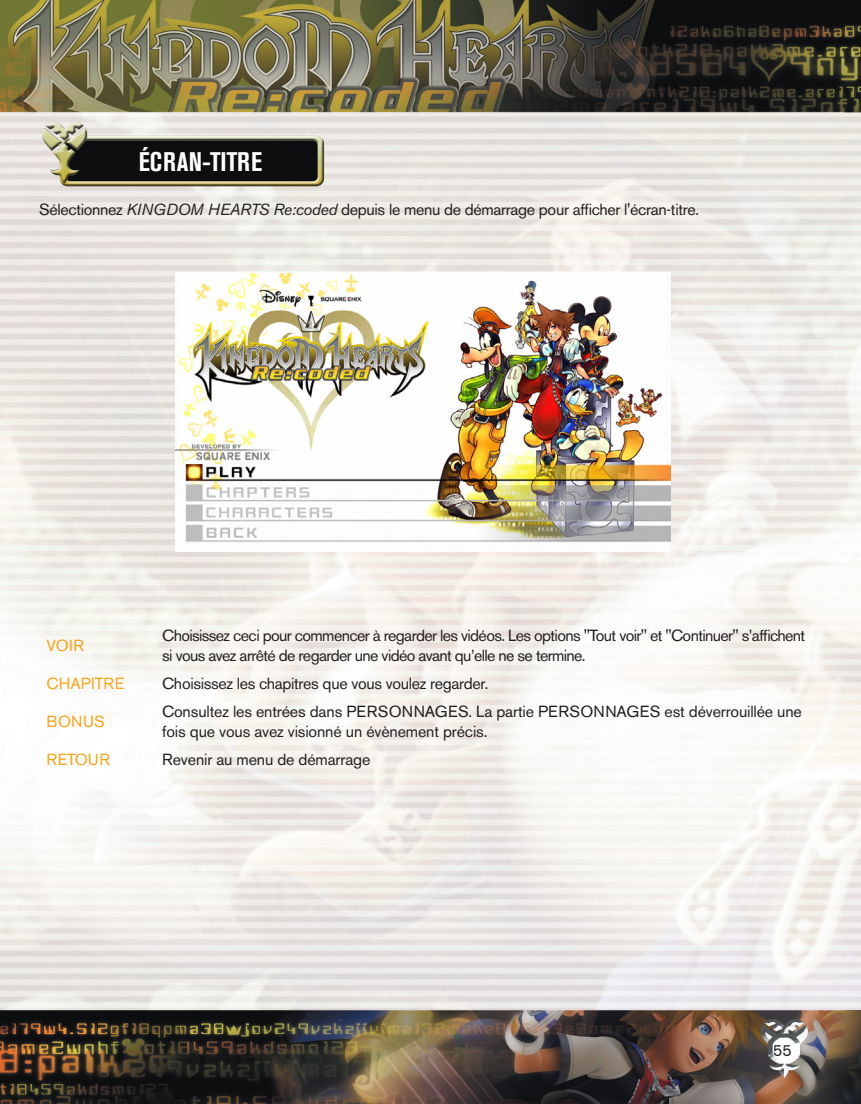 KINGDOM HEARTS
Re:coded
ÉCRAN-TITRE
Sélectionnez KINGDOM HEARTS Re:coded depuis le menu de démarrage pour afficher l'écran-titre.
Disney SQUARE ENIX
KINGDOM HEARTS
Re:coded
DEVELOPED BY
SQUARE ENIX
PLAY
CHAPTERS
CHARACTERS
BACK
VOIR
Choisissez ceci pour commencer à regarder les vidéos. Les options "Tout voir" et "Continuer" s'affichent
si vous avez arrêté de regarder une vidéo avant qu'elle ne se termine.
CHAPITRE
Choisissez les chapitres que vous voulez regarder.
BONUS
Consultez les entrées dans PERSONNAGES. La partie PERSONNAGES est déverrouillée une
fois que vous avez visionné un évènement précis.
RETOUR
Revenir au menu de démarrage
55